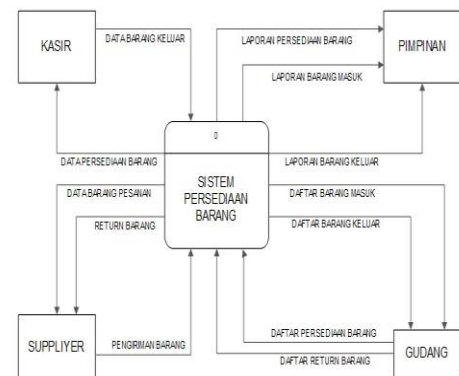 KASIR
DATA BARANG KELUAR
LAPORAN PERSEDIAAN BARANG
PIMPINAN
LAPORAN BARANG MASUK
0
DATA PERSEDIAAN BARANG
LAPORAN BARANG KELUAR
SISTEM
PERSEDIAAN
BARANG
DATA BARANG PESANAN
DAFTAR BARANG MASUK
RETURN BARANG
DAFTAR BARANG KELUAR
SUPPLIYER
PENGIRIMAN BARANG
DAFTAR PERSEDIAAN BARANG
DAFTAR RETURN BARANG
GUDANG